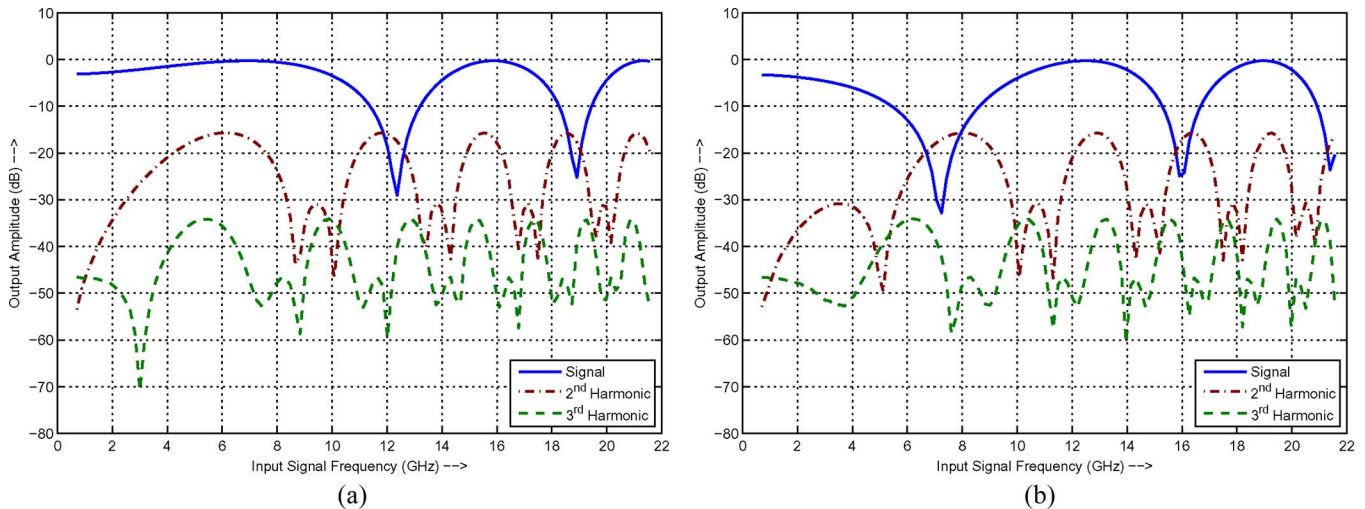 10
0
−10
−20
−30
−40
−50
−60
−70
−80
Output Amplitude (dB) −−>
0 2 4 6 8 10 12 14 16 18 20 22
Input Signal Frequency (GHz) −−>
Signal
2nd Harmonic
3rd Harmonic
(a)
10
0
−10
−20
−30
−40
−50
−60
−70
−80
Output Amplitude (dB) −−>
0 2 4 6 8 10 12 14 16 18 20 22
Input Signal Frequency (GHz) −−>
Signal
2nd Harmonic
3rd Harmonic
(b)